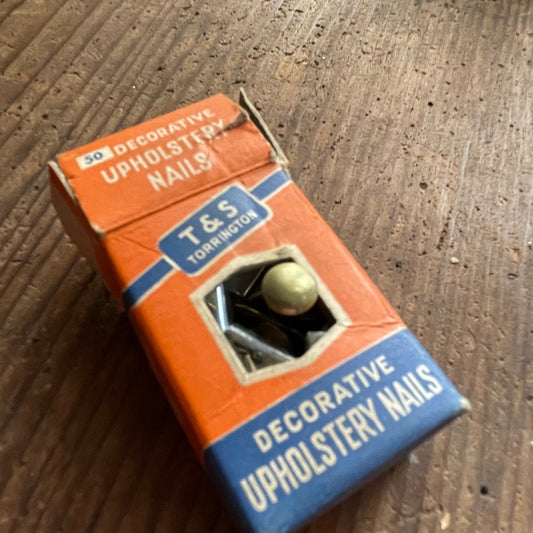 50 DECORATIVE
UPHOLSTERY
NAILS
T & S
TORRINGTON
DECORATIVE
UPHOLSTERY NAILS